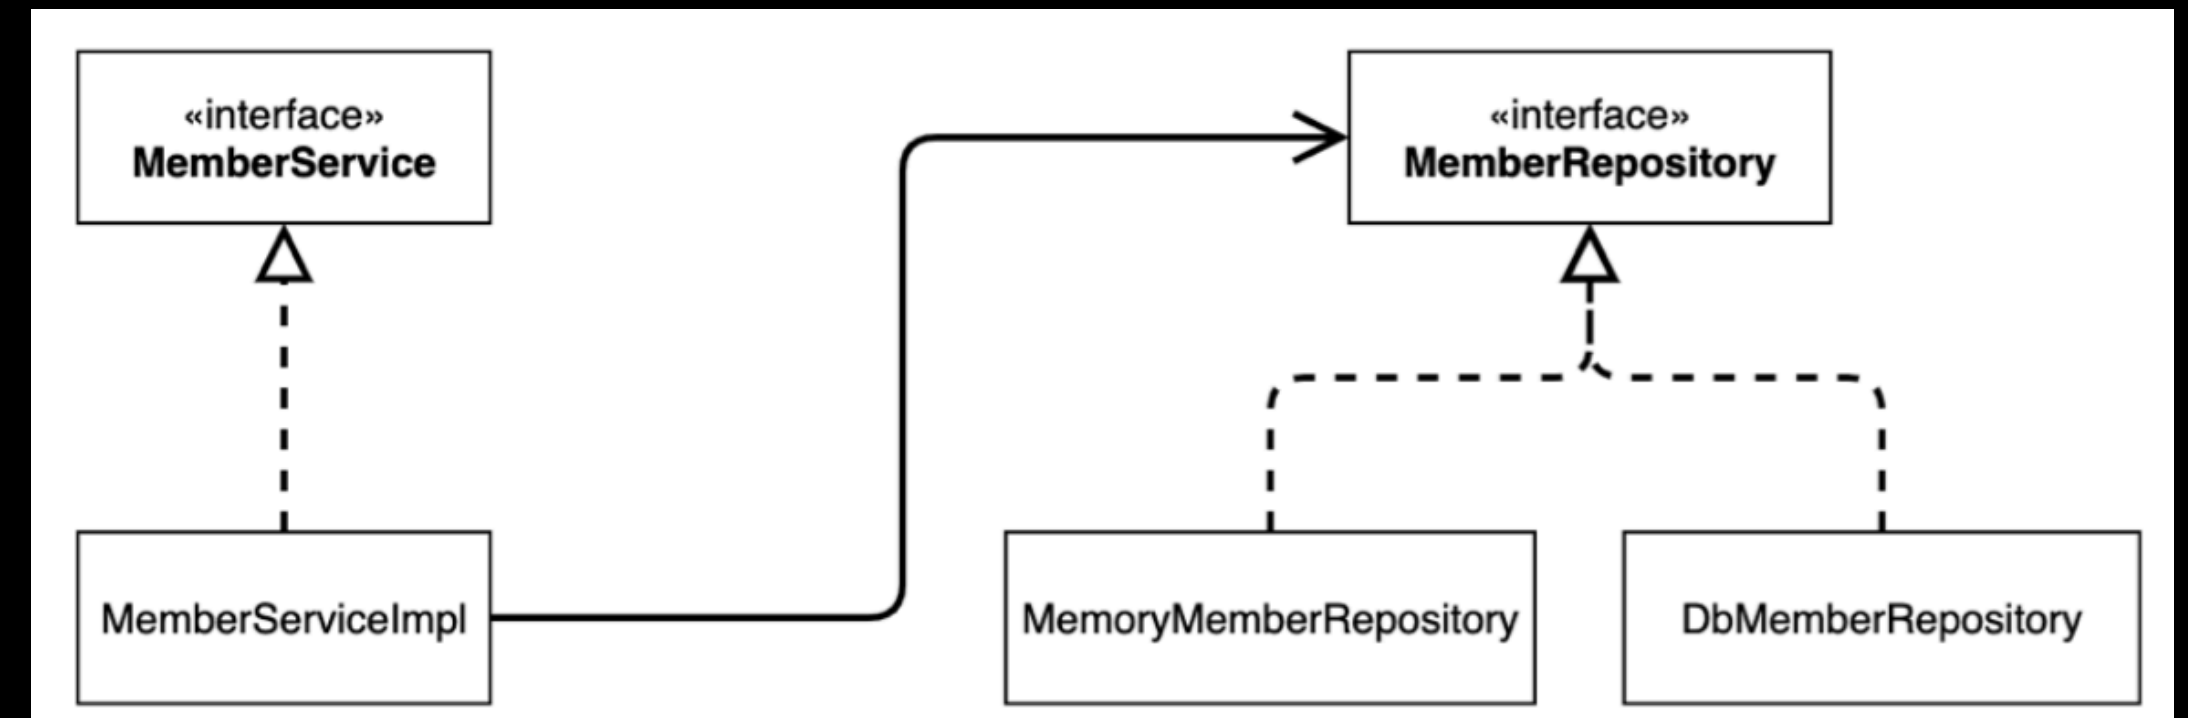 «interface»
MemberService
«interface»
MemberRepository
MemberServiceImpl
MemoryMemberRepository
DbMemberRepository